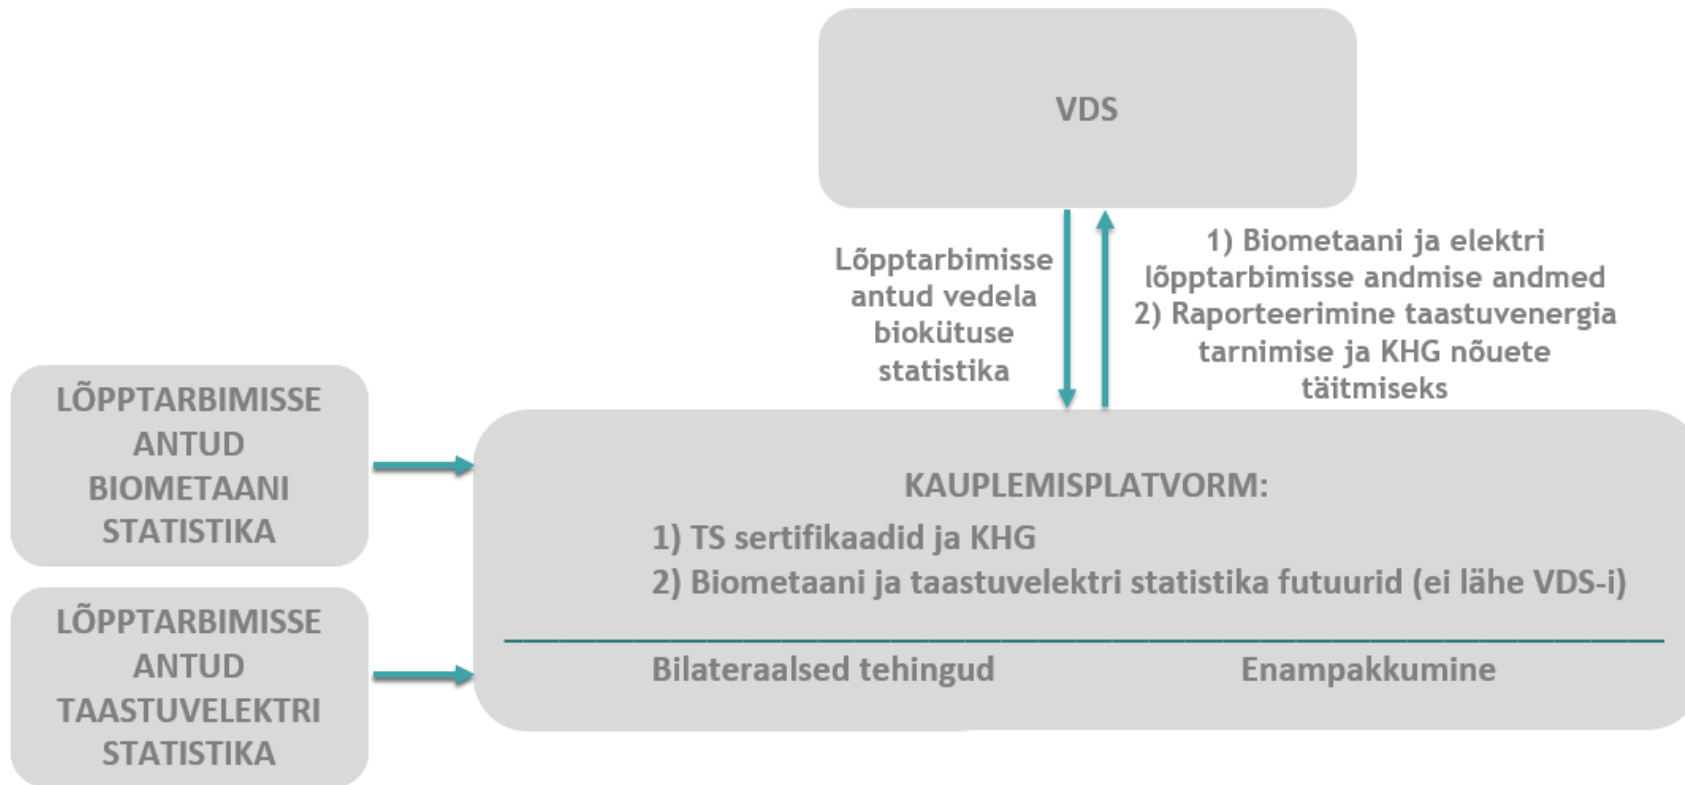 VDS
Lõpptarbimisse
antud vedela
biokütuse
statistika
1) Biometaani ja elektri
lõpptarbimisse andmise andmed
2) Raporteerimine taastuvenergia
tarnimise ja KHG nõuete
täitmiseks
LÕPPTARBIMISSE
ANTUD
BIOMETAANI
STATISTIKA
LÕPPTARBIMISSE
ANTUD
TAASTUVELEKTRI
STATISTIKA
KAUPLEMISPLATVORM:
1) TS sertifikaadid ja KHG
2) Biometaani ja taastuvelektri statistika futuurid (ei lähe VDS-i)
Bilateraalsed tehingud
Enampakkumine